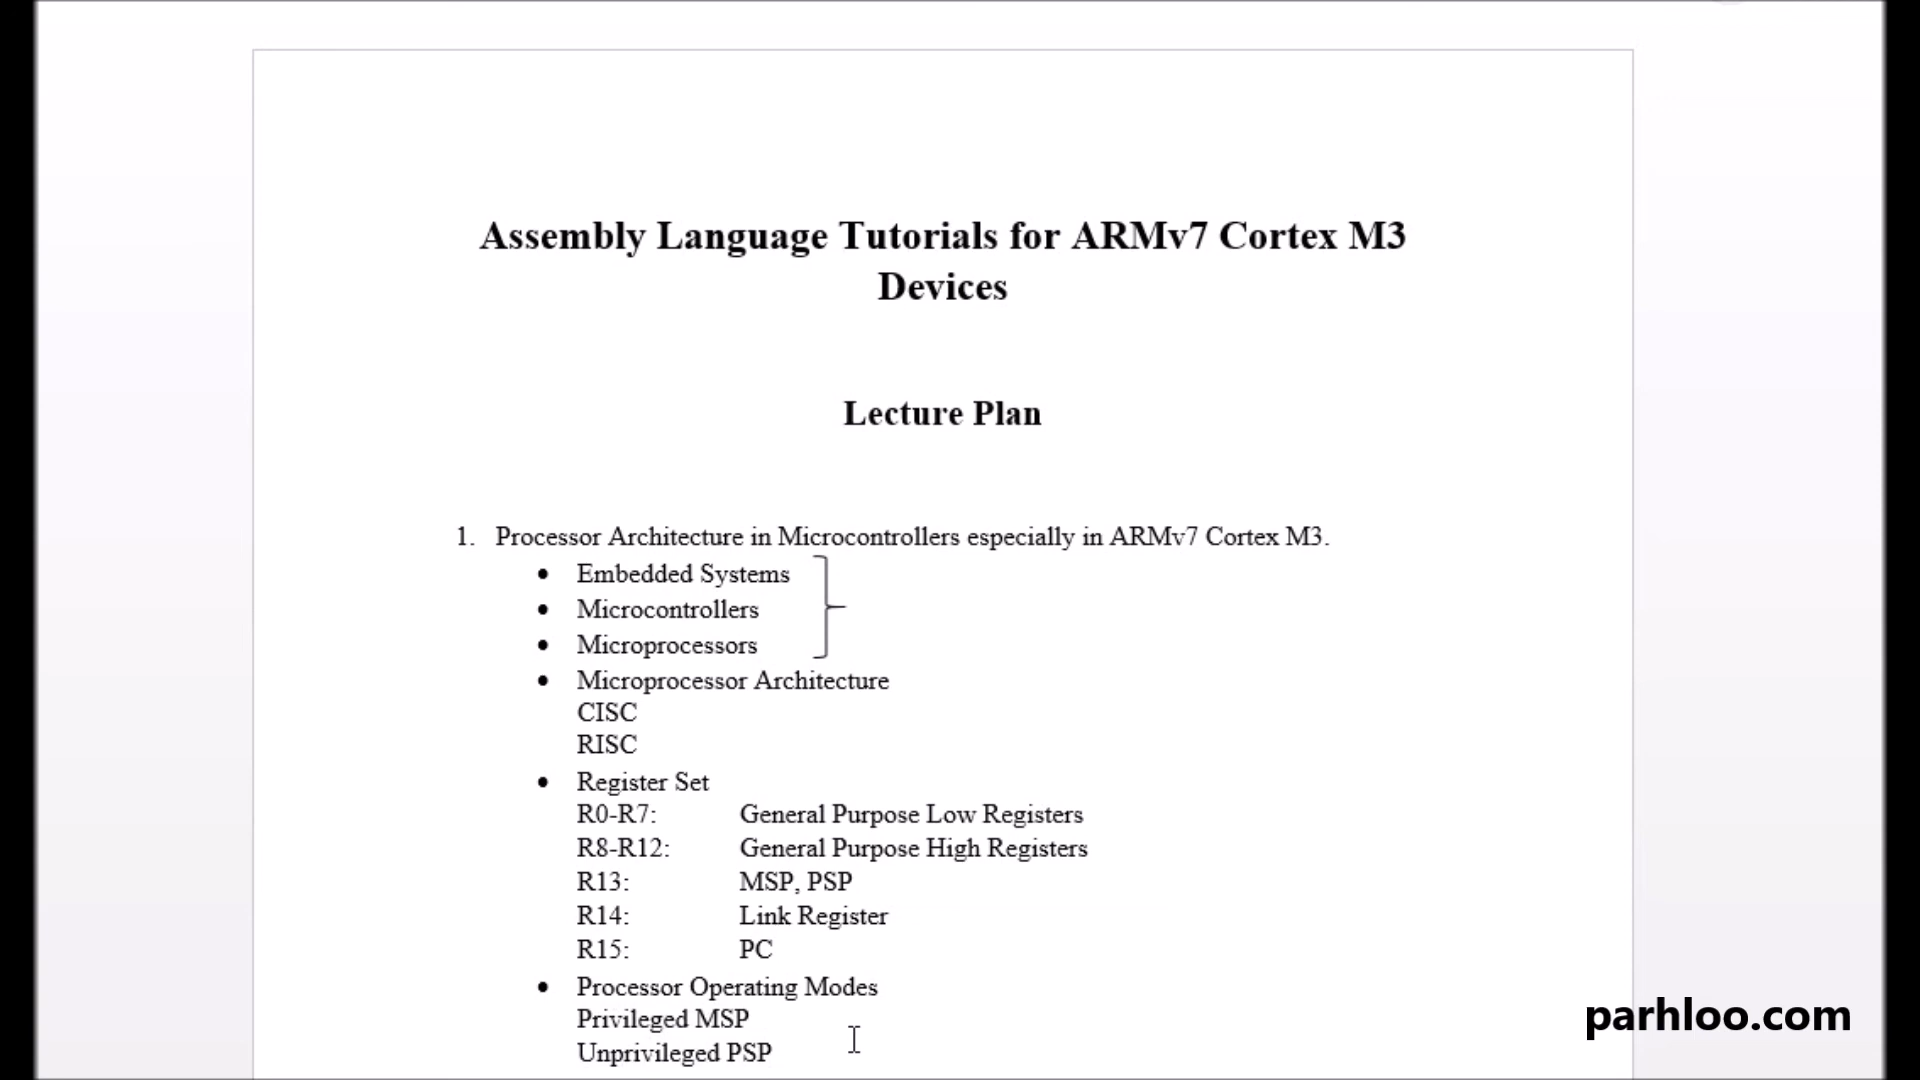 Assembly Language Tutorials for ARMv7 Cortex M3
Devices
Lecture Plan
1. Processor Architecture in Microcontrollers especially in ARMv7 Cortex M3.
• Embedded Systems
• Microcontrollers
• Microprocessors
• Microprocessor Architecture
CISC
RISC
• Register Set
R0-R7: General Purpose Low Registers
R8-R12: General Purpose High Registers
R13: MSP, PSP
R14: Link Register
R15: PC
• Processor Operating Modes
Privileged MSP
Unprivileged PSP
parhloo.com